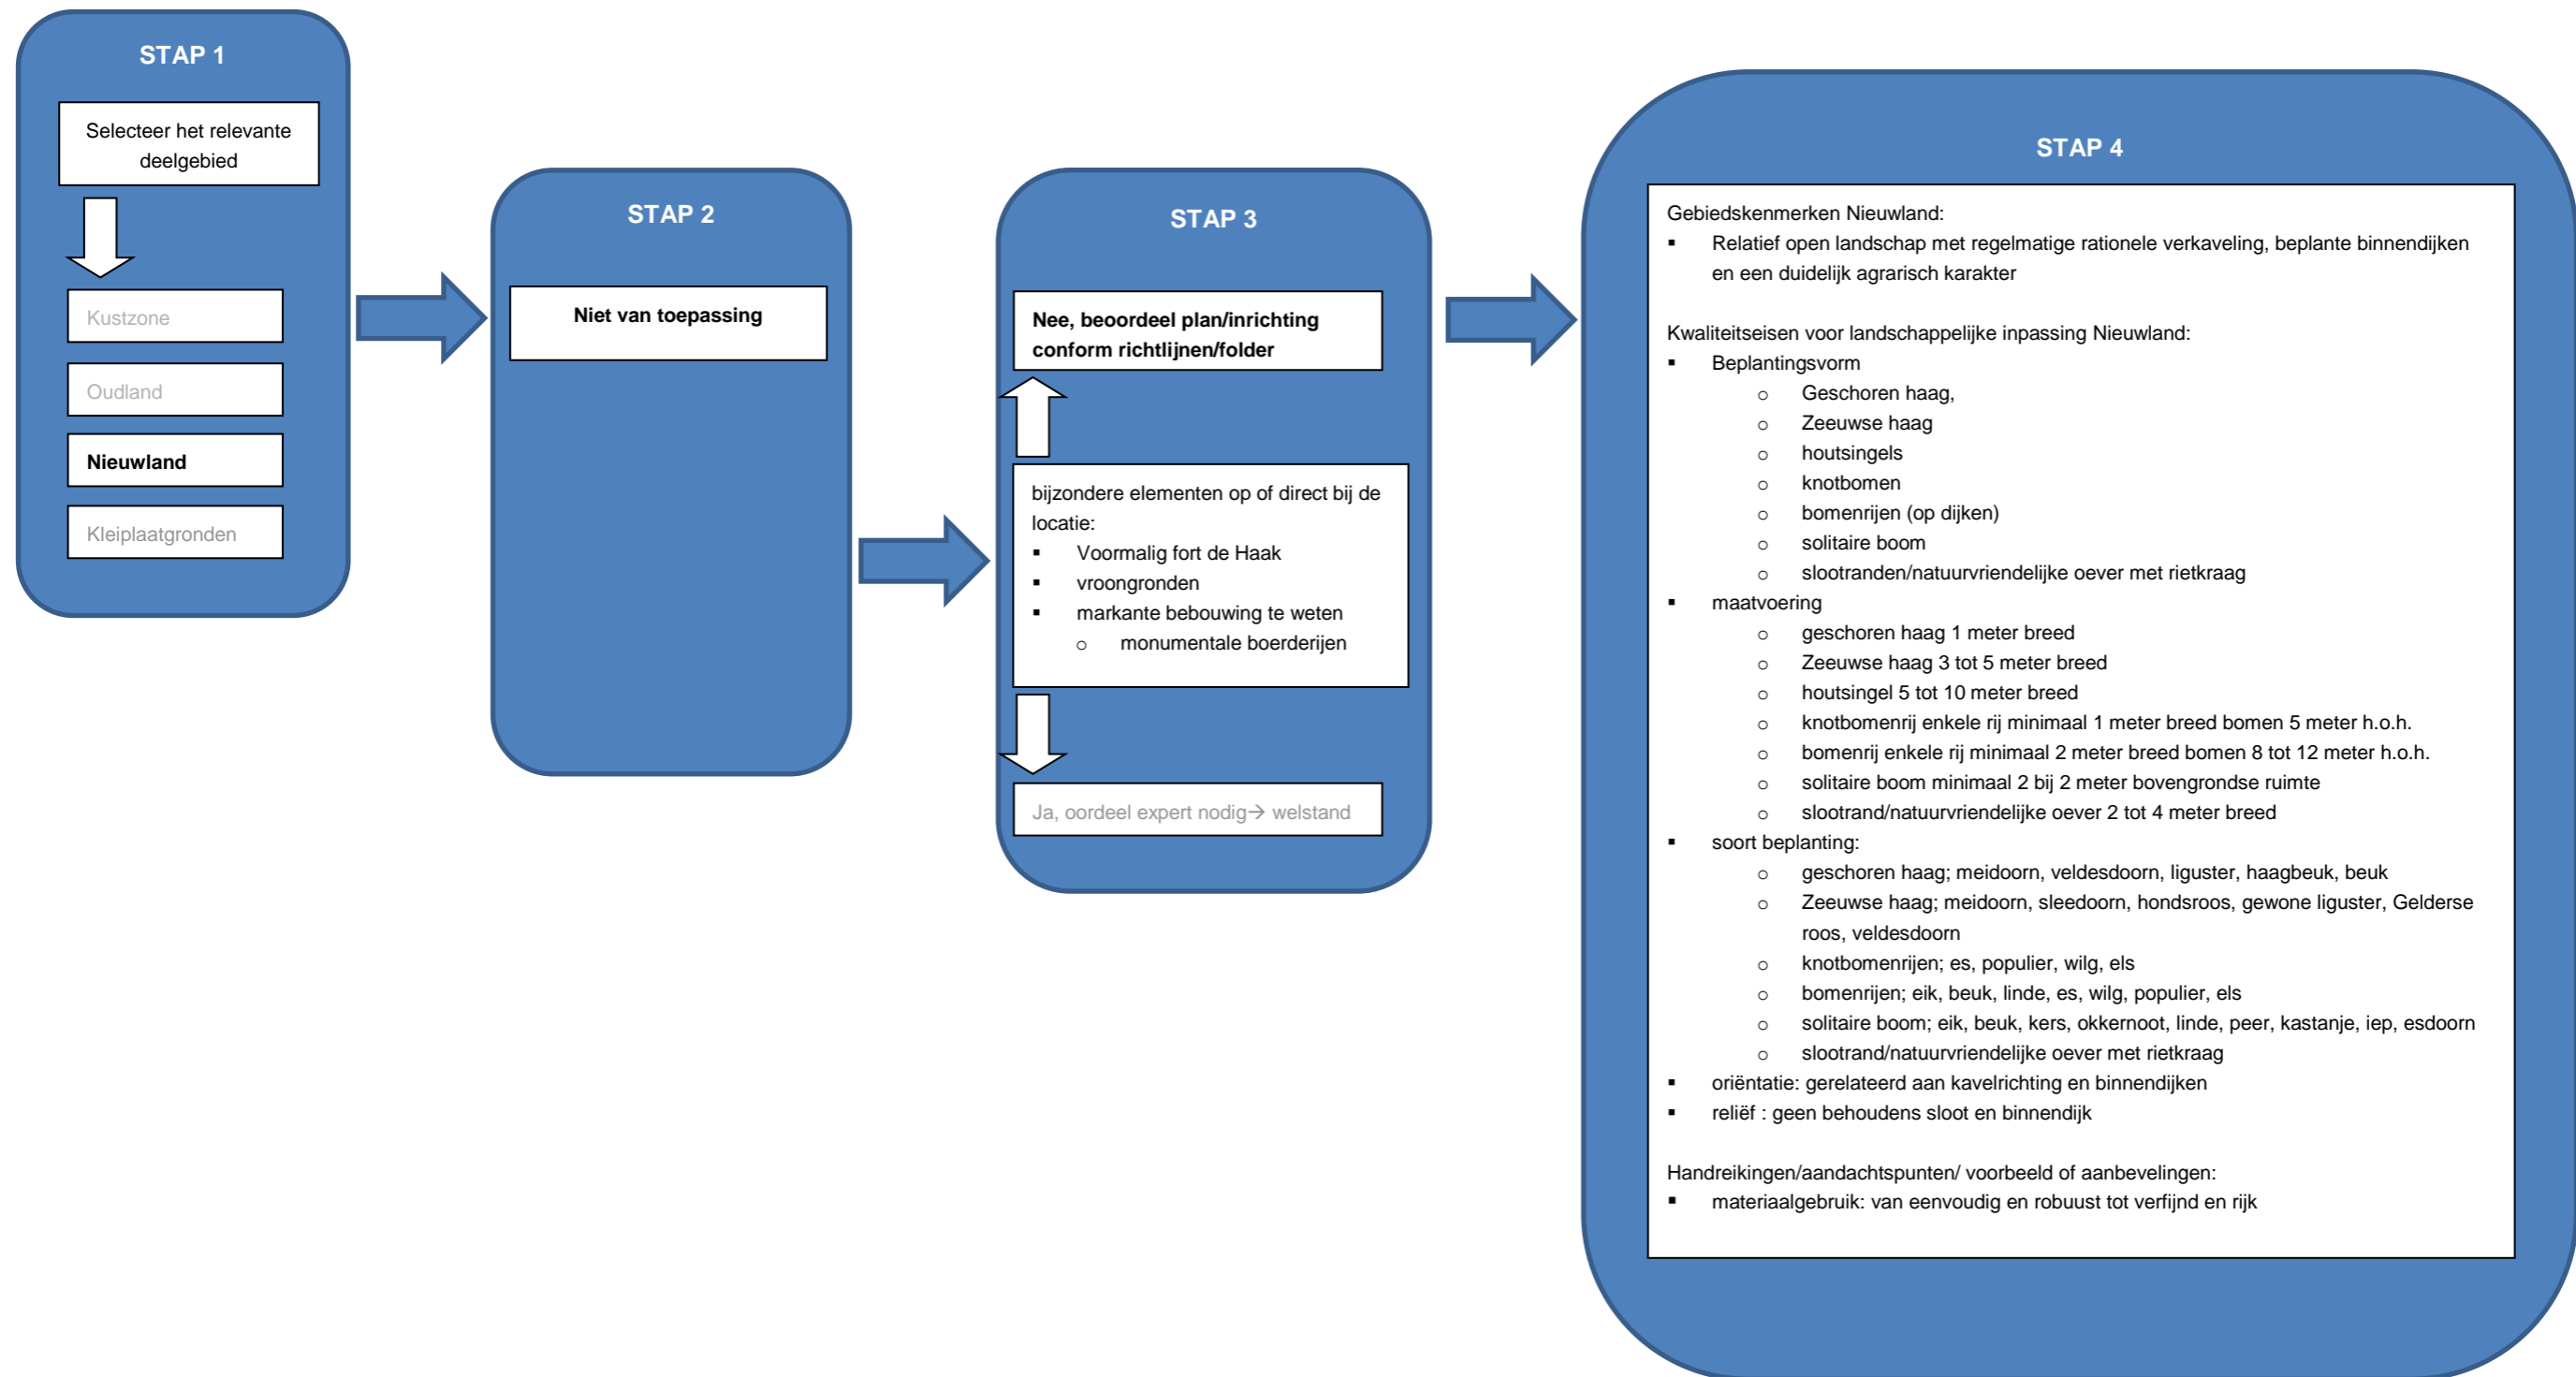 STAP 1
Selecteer het relevante
deelgebied
Kustzone
Oudland
Nieuwland
Kleiplaatgronden
STAP 2
Niet van toepassing
STAP 3
Nee, beoordeel plan/inrichting
conform richtlijnen/folder
bijzondere elementen op of direct bij de
locatie:
▪ Voormalig fort de Haak
▪ vroongronden
▪ markante bebouwing te weten
o monumentale boerderijen
Ja, oordeel expert nodig→ welstand
STAP 4
Gebiedskenmerken Nieuwland:
▪ Relatief open landschap met regelmatige rationele verkaveling, beplante binnendijken
en een duidelijk agrarisch karakter
Kwaliteitseisen voor landschappelijke inpassing Nieuwland:
▪ Beplantingsvorm
o Geschoren haag,
o Zeeuwse haag
o houtsingels
o knotbomen
o bomenrijen (op dijken)
o solitaire boom
o slootranden/natuurvriendelijke oever met rietkraag
▪ maatvoering
o geschoren haag 1 meter breed
o Zeeuwse haag 3 tot 5 meter breed
o houtsingel 5 tot 10 meter breed
o knotbomenrij enkele rij minimaal 1 meter breed bomen 5 meter h.o.h.
o bomenrij enkele rij minimaal 2 meter breed bomen 8 tot 12 meter h.o.h.
o solitaire boom minimaal 2 bij 2 meter bovengrondse ruimte
o slootrand/natuurvriendelijke oever 2 tot 4 meter breed
▪ soort beplanting:
o geschoren haag; meidoorn, veldesdoorn, liguster, haagbeuk, beuk
o Zeeuwse haag; meidoorn, sleedoorn, hondsroos, gewone liguster, Gelderse
roos, veldesdoorn
o knotbomenrijen; es, populier, wilg, els
o bomenrijen; eik, beuk, linde, es, wilg, populier, els
o solitaire boom; eik, beuk, kers, okkernoot, linde, peer, kastanje, iep, esdoorn
o slootrand/natuurvriendelijke oever met rietkraag
▪ oriëntatie: gerelateerd aan kavelrichting en binnendijken
▪ reliëf : geen behoudens sloot en binnendijk
Handreikingen/aandachtspunten/ voorbeeld of aanbevelingen:
▪ materiaalgebruik: van eenvoudig en robuust tot verfijnd en rijk